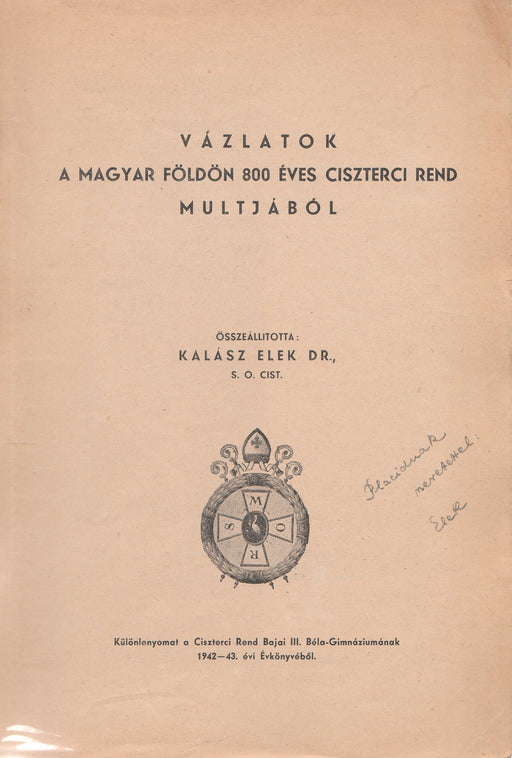 VÁZLATOK
A MAGYAR FÖLDÖN 800 ÉVES CISZTERCI REND
MULTJÁBÓL
ÖSSZEÁLLITOTTA:
KALÁSZ ELEK DR.,
S. O. CIST.
Placidnak
szeretettel:
Elek
M
S O
R
Különlenyomat a Ciszterci Rend Bajai III. Béla-Gimnáziumának
1942—43. évi Évkönyvéből.